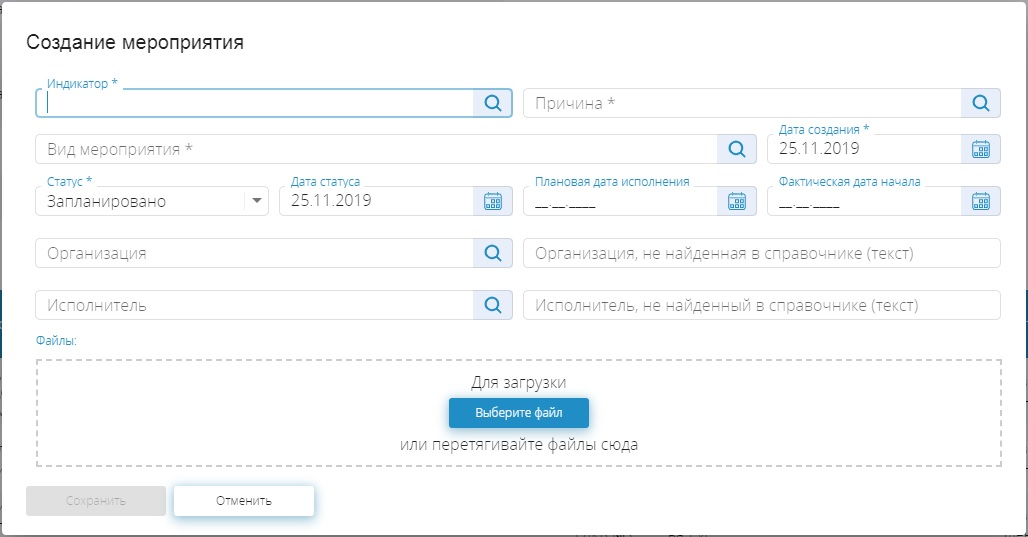 Создание мероприятия
Индикатор *
Причина *
Вид мероприятия *
Дата создания *
25.11.2019
Статус *
Запланировано
Дата статуса
25.11.2019
Плановая дата исполнения
__.__.____
Фактическая дата начала
__.__.____
Организация
Организация, не найденная в справочнике (текст)
Исполнитель
Исполнитель, не найденный в справочнике (текст)
Файлы:
Для загрузки
Выберите файл
или перетягивайте файлы сюда
Сохранить
Отменить